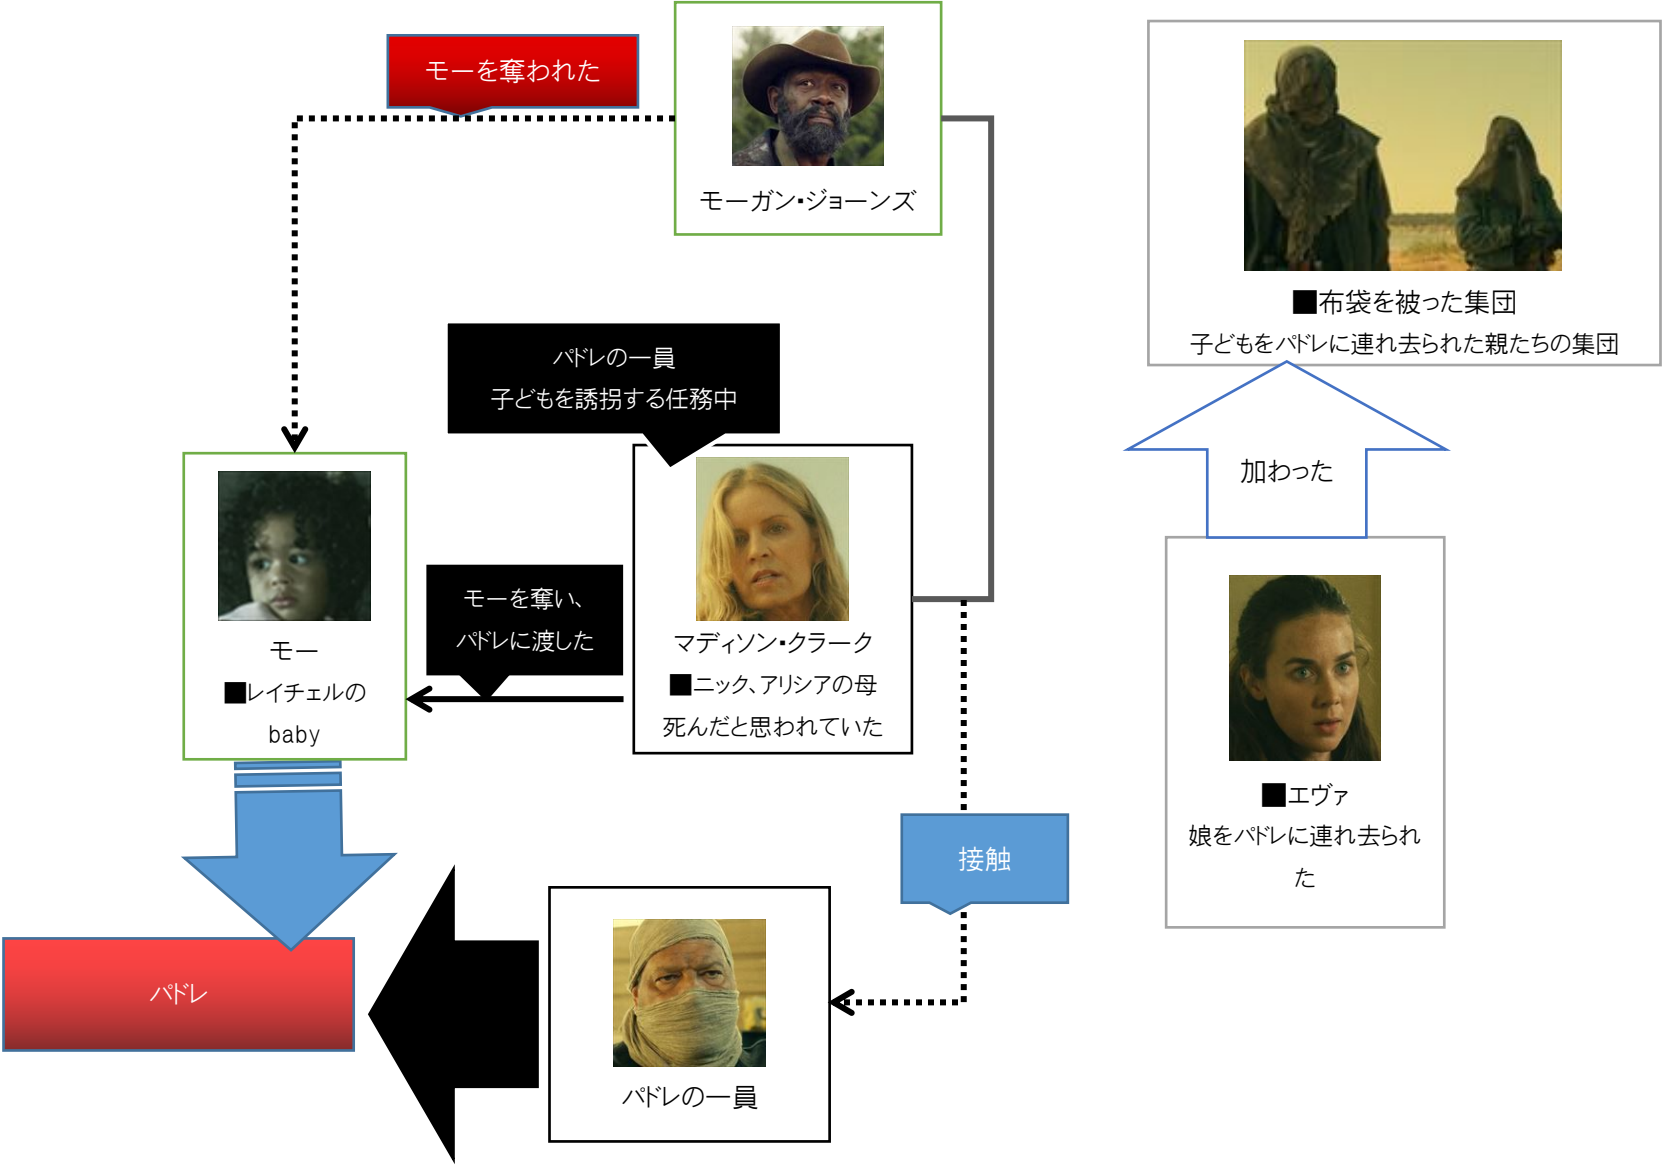 モーを奪われた
モーガン・ジョーンズ
■布袋を被った集団
子どもをパドレに連れ去られた親たちの集団
パドレの一員
子どもを誘拐する任務中
加わった
モーを奪い、
パドレに渡した
モー
■レイチェルの
baby
マディソン・クラーク
■ニック、アリシアの母
死んだと思われていた
■エヴァ
娘をパドレに連れ去られ
た
接触
パドレ
パドレの一員